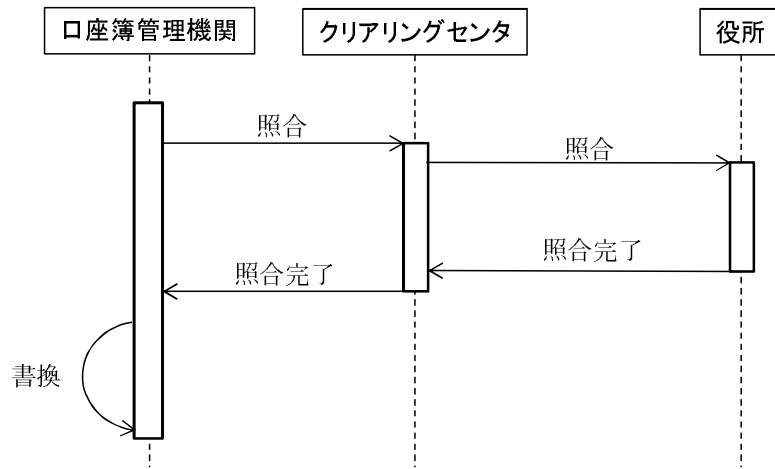 口座簿管理機関
クリアリングセンタ
役所
照合
照合
照合完了
照合完了
書換